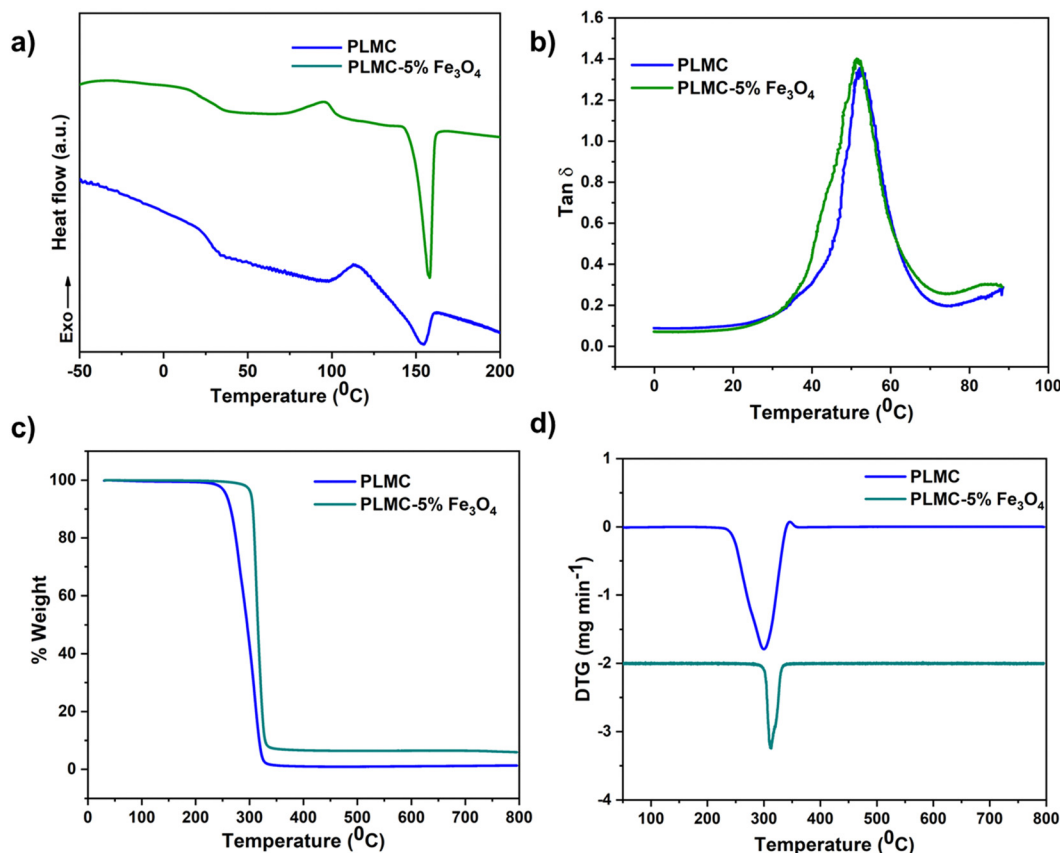 a)
PLMC
PLMC-5% Fe₃O₄
Heat flow (a.u.)
Exo
-50 0 50 100 150 200
Temperature (⁰C)
b)
PLMC
PLMC-5% Fe₃O₄
Tan δ
1.6
1.4
1.2
1.0
0.8
0.6
0.4
0.2
0.0
0 20 40 60 80 100
Temperature (⁰C)
c)
PLMC
PLMC-5% Fe₃O₄
% Weight
100
80
60
40
20
0
0 100 200 300 400 500 600 700 800
Temperature (⁰C)
d)
PLMC
PLMC-5% Fe₃O₄
DTG (mg min⁻¹)
1
0
-1
-2
-3
-4
100 200 300 400 500 600 700 800
Temperature (⁰C)